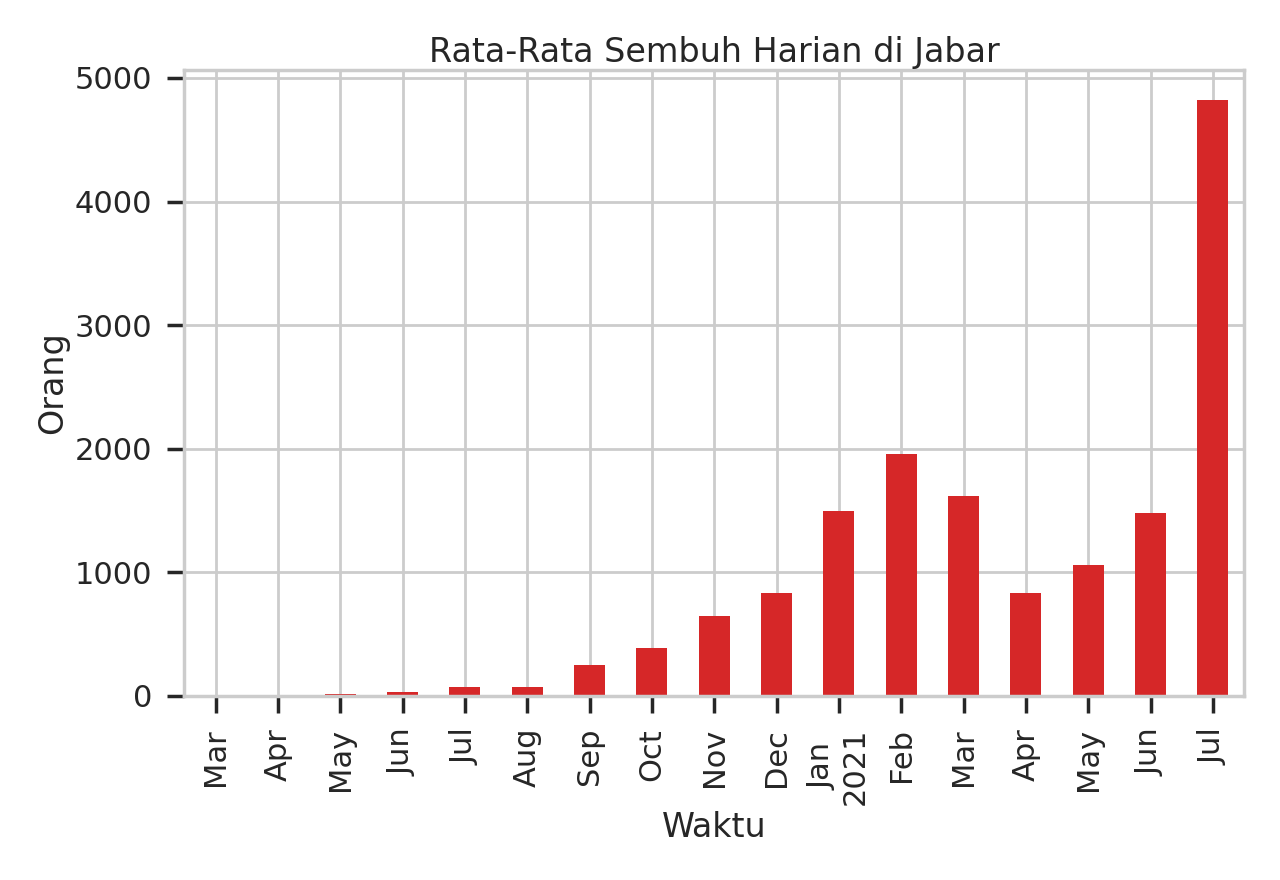 Rata-Rata Sembuh Harian di Jabar
5000
4000
3000
2000
1000
0
Orang
Mar
Apr
May
Jun
Jul
Aug
Sep
Oct
Nov
Dec
Jan
2021
Feb
Mar
Apr
May
Jun
Jul
Waktu